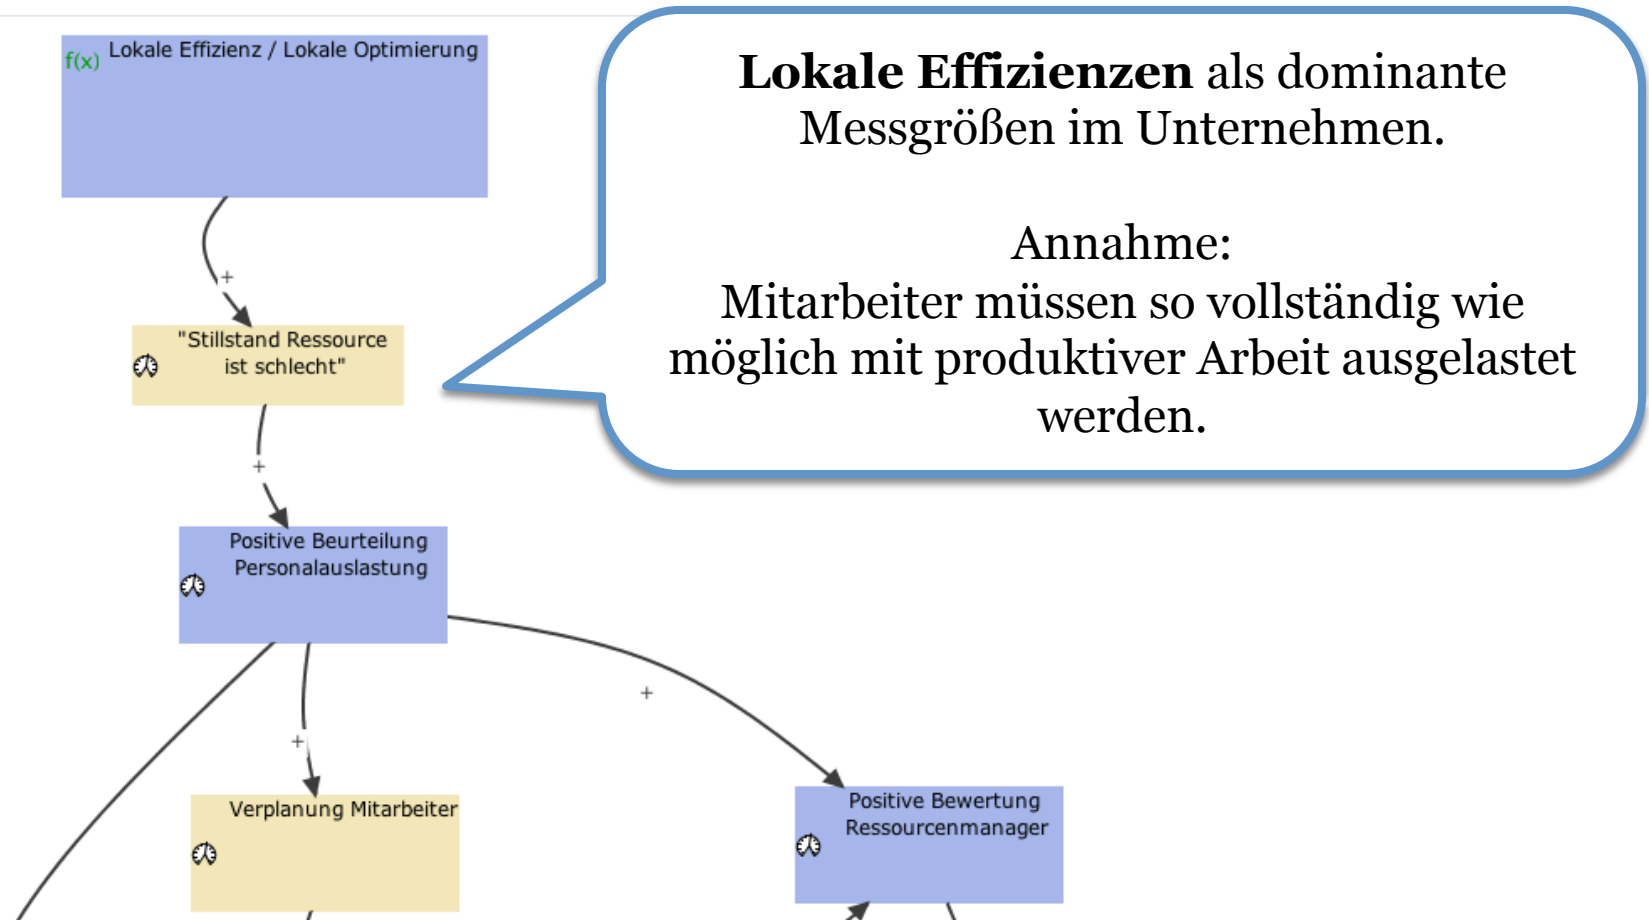 f(x) Lokale Effizienz / Lokale Optimierung
Lokale Effizienzen als dominante
Messgrößen im Unternehmen.
Annahme:
Mitarbeiter müssen so vollständig wie
möglich mit produktiver Arbeit ausgelastet
werden.
+
"Stillstand Ressource
ist schlecht"
+
Positive Beurteilung
Personalauslastung
+
+
Verplanung Mitarbeiter
Positive Bewertung
Ressourcenmanager